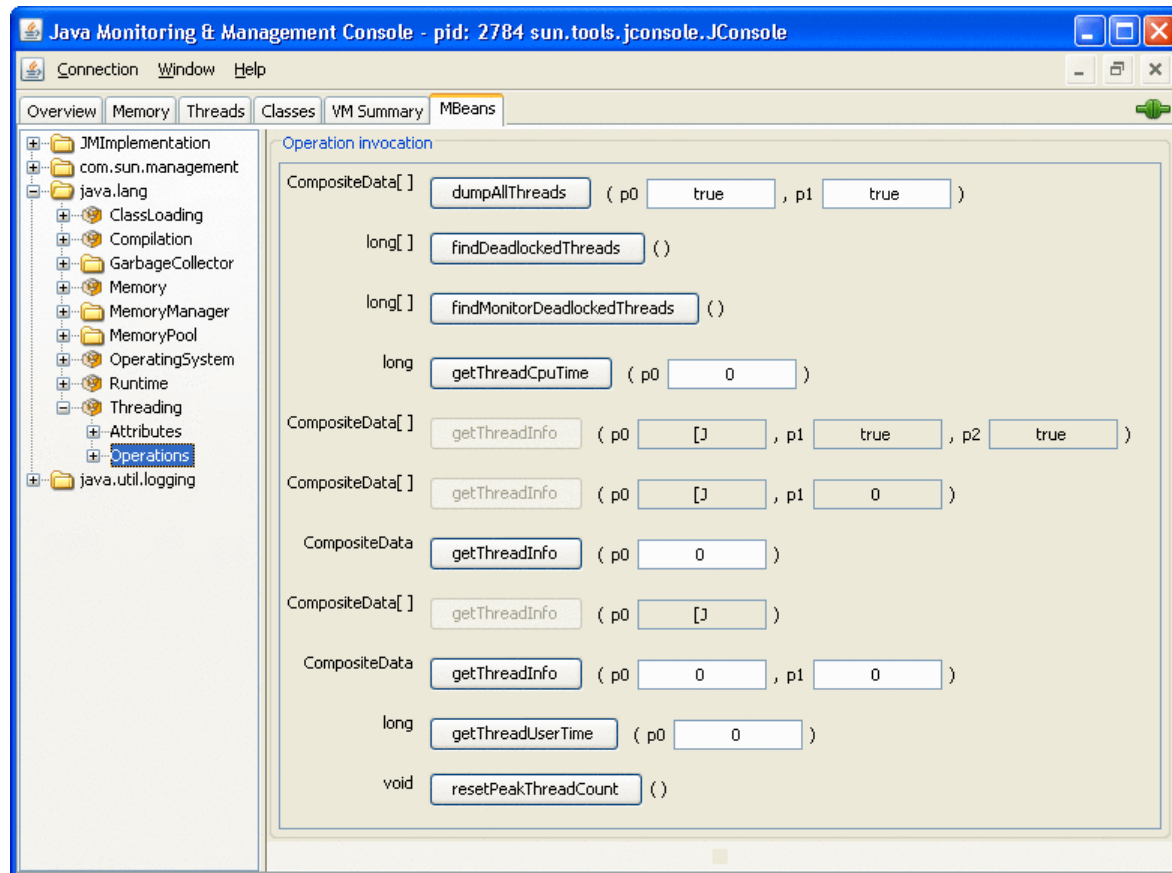 Java Monitoring & Management Console - pid: 2784 sun.tools.jconsole.JConsole
Connection Window Help
Overview Memory Threads Classes VM Summary MBeans
JMImplementation
com.sun.management
java.lang
ClassLoading
Compilation
GarbageCollector
Memory
MemoryManager
MemoryPool
OperatingSystem
Runtime
Threading
Attributes
Operations
java.util.logging
Operation invocation
CompositeData[ ] dumpAllThreads ( p0 true , p1 true )
long[ ] findDeadlockedThreads ( )
long[ ] findMonitorDeadlockedThreads ( )
long getThreadCpuTime ( p0 0 )
CompositeData[ ] getThreadInfo ( p0 [J , p1 true , p2 true )
CompositeData[ ] getThreadInfo ( p0 [J , p1 0 )
CompositeData getThreadInfo ( p0 0 )
CompositeData[ ] getThreadInfo ( p0 [J )
CompositeData getThreadInfo ( p0 0 , p1 0 )
long getThreadUserTime ( p0 0 )
void resetPeakThreadCount ( )